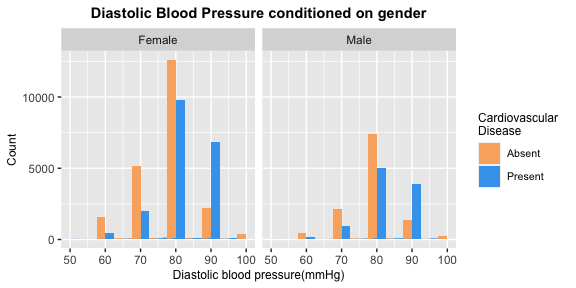 Diastolic Blood Pressure conditioned on gender
Female
Male
10000
5000
0
Count
50 60 70 80 90 100
50 60 70 80 90 100
Diastolic blood pressure(mmHg)
Cardiovascular
Disease
Absent
Present